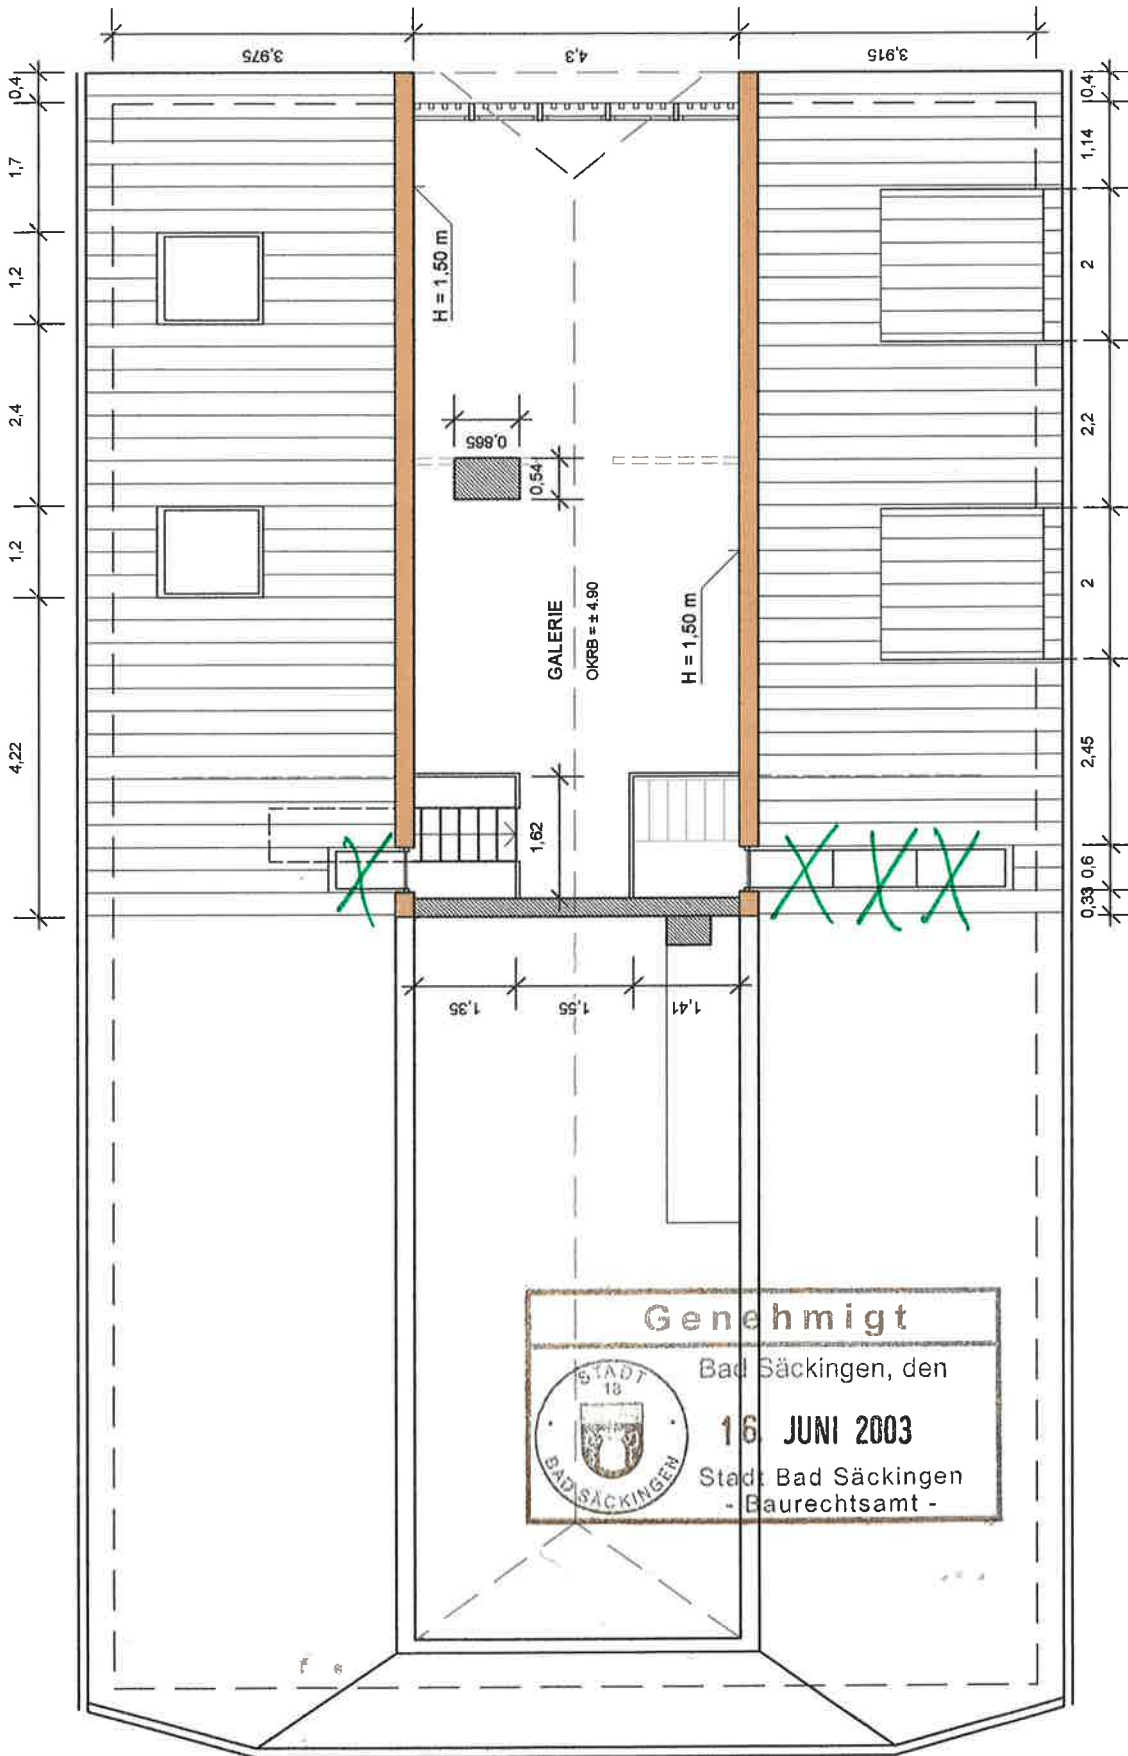 3,975
4,3
3,915
0,4
1,7
1,2
2,4
1,2
4,22
0,4
1,14
2
2,2
2
2,45
0,6
0,33
H = 1,50 m
0,865
0,54
GALERIE
OKRB = ± 4.90
H = 1,50 m
1,62
1,35
1,55
1,41
Genehmigt
Bad Säckingen, den
16. JUNI 2003
Stadt Bad Säckingen
- Baurechtsamt -
STADT
18
BAD SÄCKINGEN